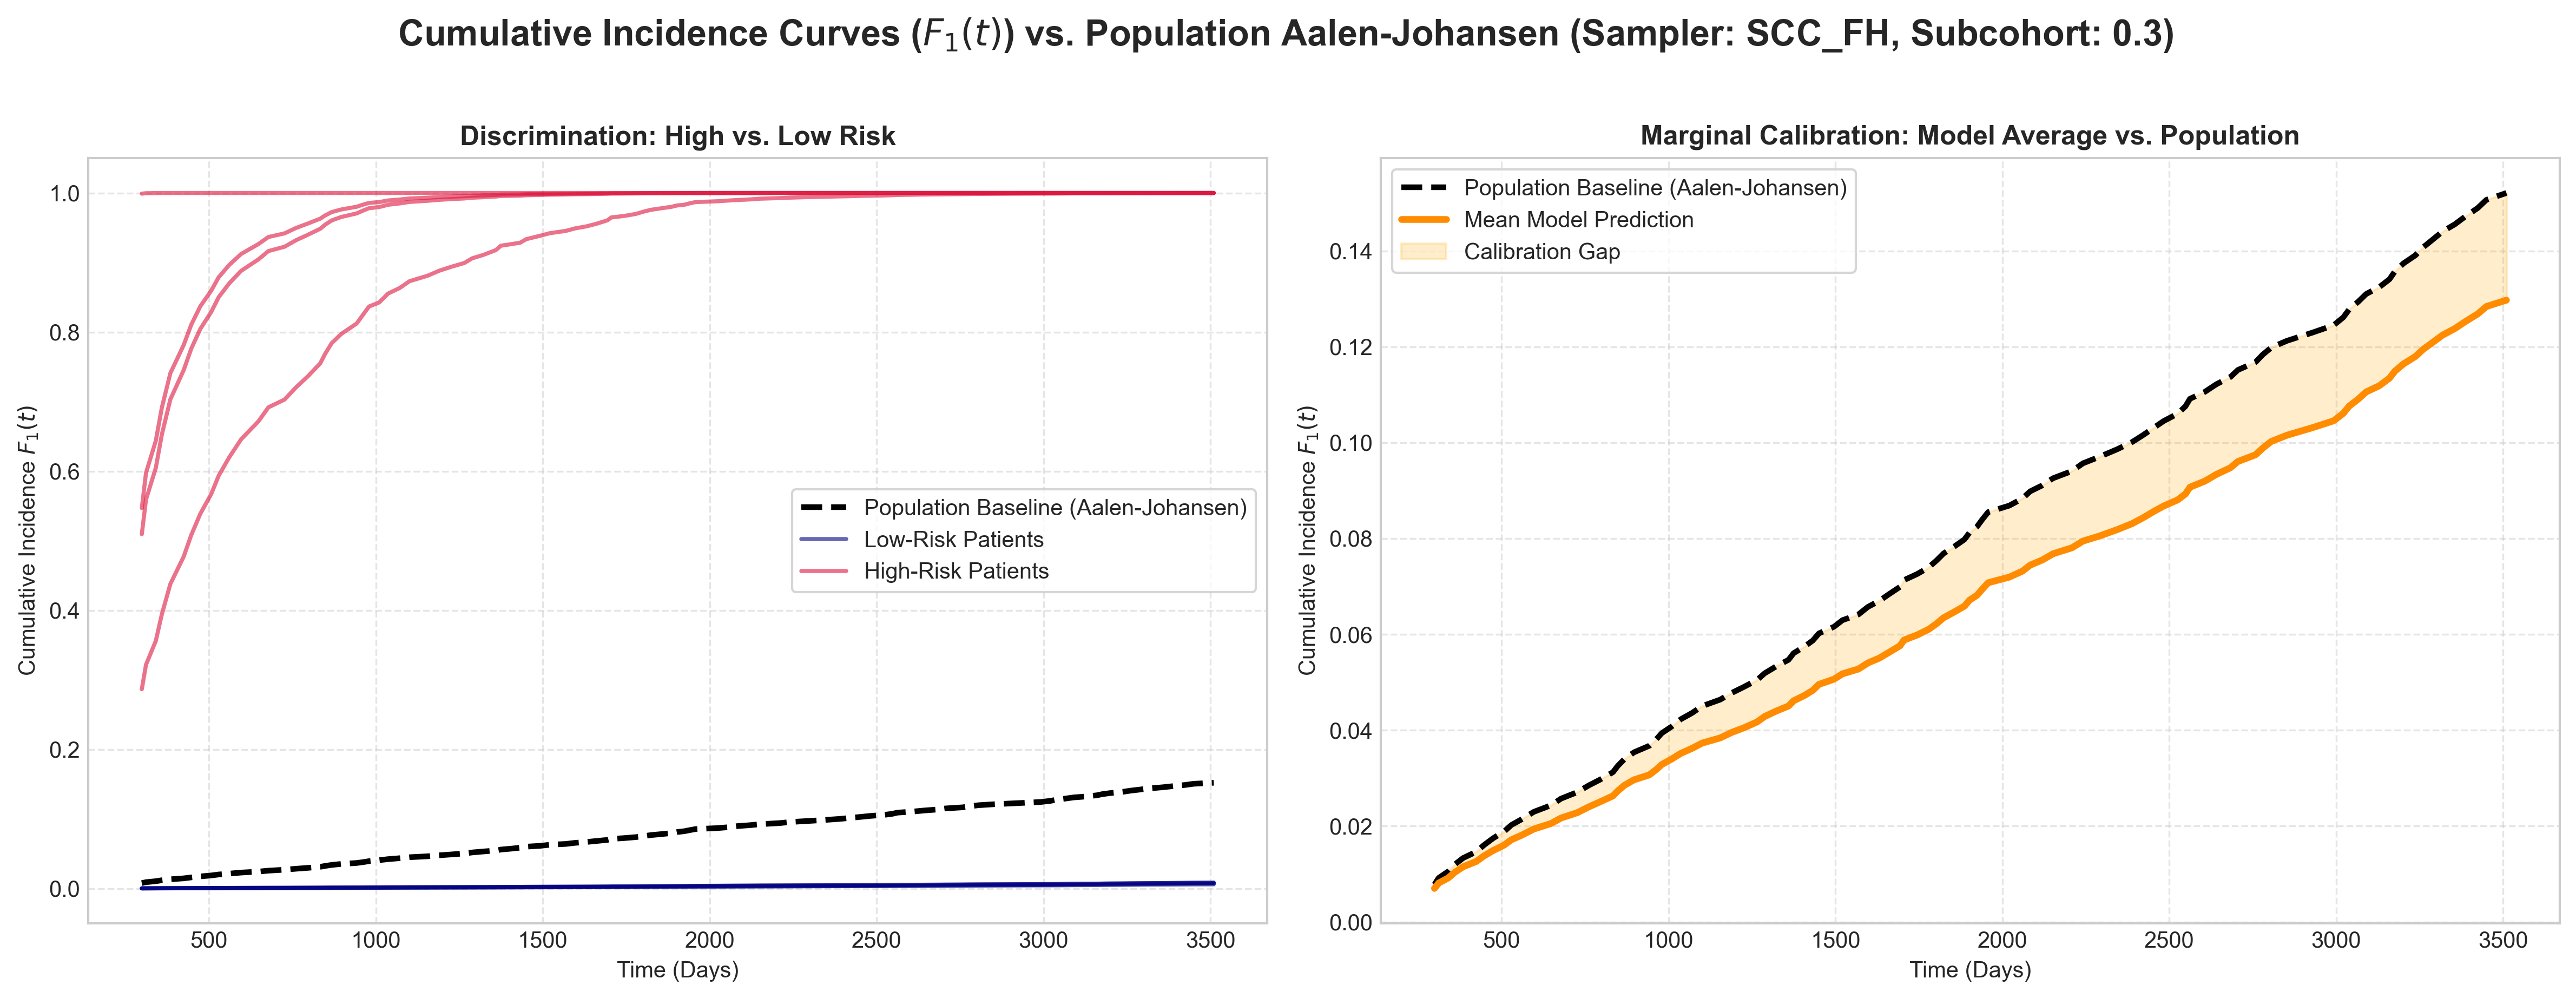 Cumulative Incidence Curves (F₁(t)) vs. Population Aalen-Johansen (Sampler: SCC_FH, Subcohort: 0.3)
Discrimination: High vs. Low Risk
Cumulative Incidence F₁(t)
1.0
0.8
0.6
0.4
0.2
0.0
Population Baseline (Aalen-Johansen)
Low-Risk Patients
High-Risk Patients
500 1000 1500 2000 2500 3000 3500
Time (Days)
Marginal Calibration: Model Average vs. Population
Cumulative Incidence F₁(t)
0.14
0.12
0.10
0.08
0.06
0.04
0.02
0.00
Population Baseline (Aalen-Johansen)
Mean Model Prediction
Calibration Gap
500 1000 1500 2000 2500 3000 3500
Time (Days)